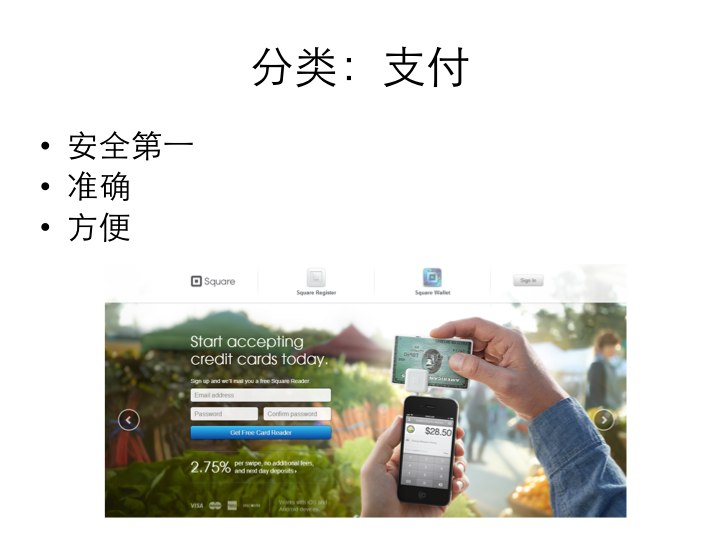 分类：支付
• 安全第一
• 准确
• 方便
Square
Square Register
Square Wallet
Sign In
Start accepting
credit cards today.
Sign up and we'll mail you a free Square Reader.
Email address
Password
Confirm password
Get Free Card Reader
$28.50
2.75% per swipe, no additional fees,
and next day deposits
VISA
Works with iOS and
Android devices.